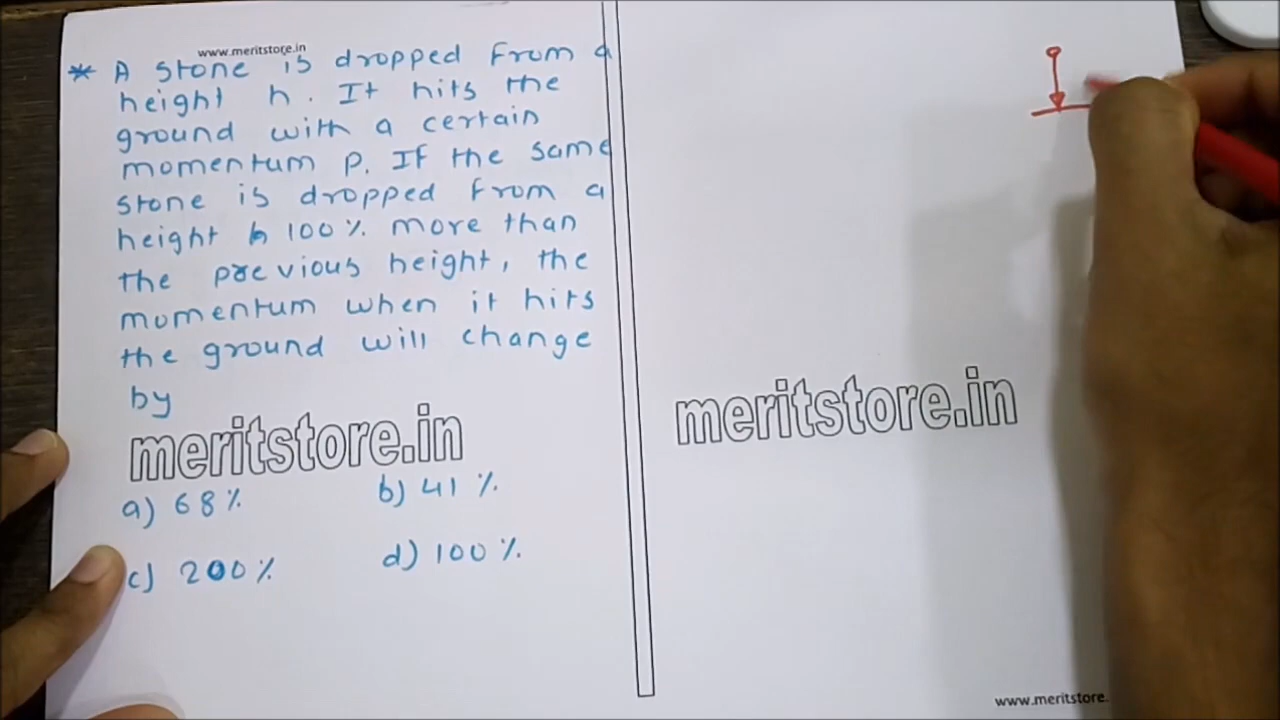 www.meritstore.in
* A stone is dropped from a
height h. It hits the
ground with a certain
momentum p. If the same
stone is dropped from a
height 100% more than
the previous height, the
momentum when it hits
the ground will change
by
meritstore.in
a) 68%
b) 41%
c) 200%
d) 100%
meritstore.in
www.meritstore.